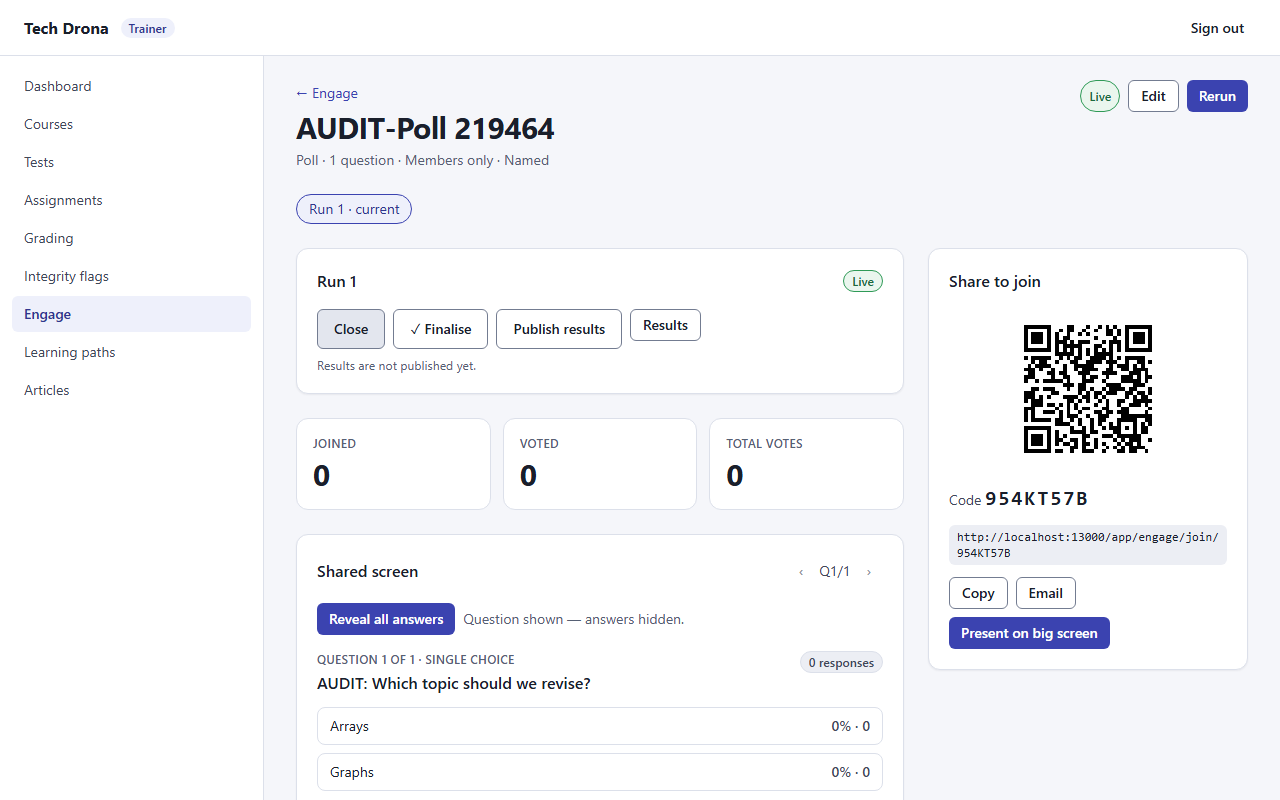 Tech Drona
Trainer
Sign out
Dashboard
Courses
Tests
Assignments
Grading
Integrity flags
Engage
Learning paths
Articles
← Engage
AUDIT-Poll 219464
Poll · 1 question · Members only · Named
Live
Edit
Rerun
Run 1 · current
Run 1
Live
Close
✓ Finalise
Publish results
Results
Results are not published yet.
JOINED
0
VOTED
0
TOTAL VOTES
0
Shared screen
‹ Q1/1 ›
Reveal all answers
Question shown — answers hidden.
QUESTION 1 OF 1 · SINGLE CHOICE
0 responses
AUDIT: Which topic should we revise?
Arrays
0% · 0
Graphs
0% · 0
Share to join
Code 954KT57B
http://localhost:13000/app/engage/join/
954KT57B
Copy
Email
Present on big screen